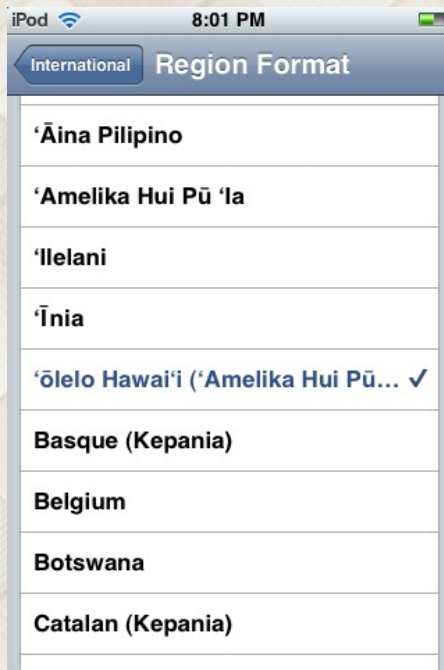 iPod 8:01 PM
International Region Format
ʻĀina Pilipino
ʻAmelika Hui Pū ʻIa
ʻIlelani
ʻĪnia
ʻōlelo Hawaiʻi (ʻAmelika Hui Pū...
Basque (Kepania)
Belgium
Botswana
Catalan (Kepania)